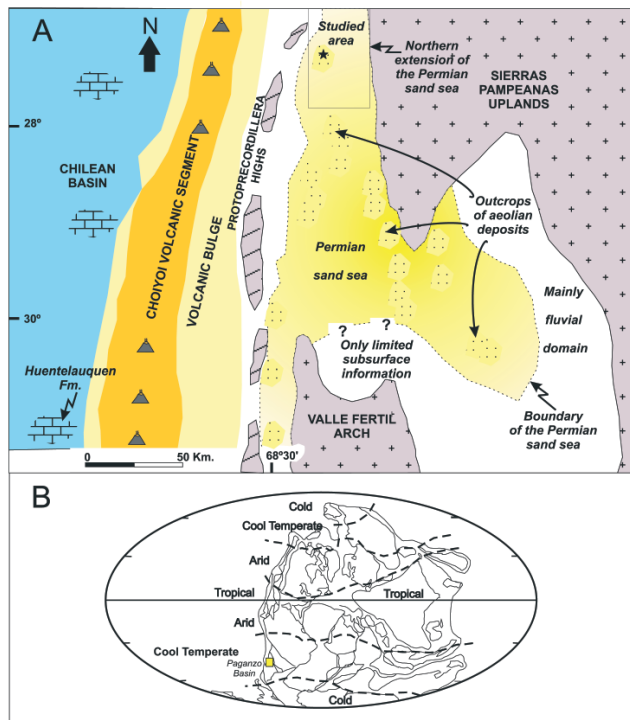 A
N
Studied
area
Northern
extension of
the Permian
sand sea
SIERRAS
PAMPEANAS
UPLANDS
28°
CHILEAN
BASIN
CHOIYOI VOLCANIC SEGMENT
VOLCANIC BULGE
PROTOPRECORDILLERA
HIGHS
Outcrops
of aeolian
deposits
Permian
sand sea
Mainly
fluvial
domain
30°
? ?
Only limited
subsurface
information
Huentelauquen
Fm.
VALLE FERTIL
ARCH
Boundary
of the Permian
sand sea
0 50 Km.
68º30'
B
Cold
Cool Temperate
Arid
Tropical
Tropical
Arid
Cool Temperate
Paganzo
Basin
Cold